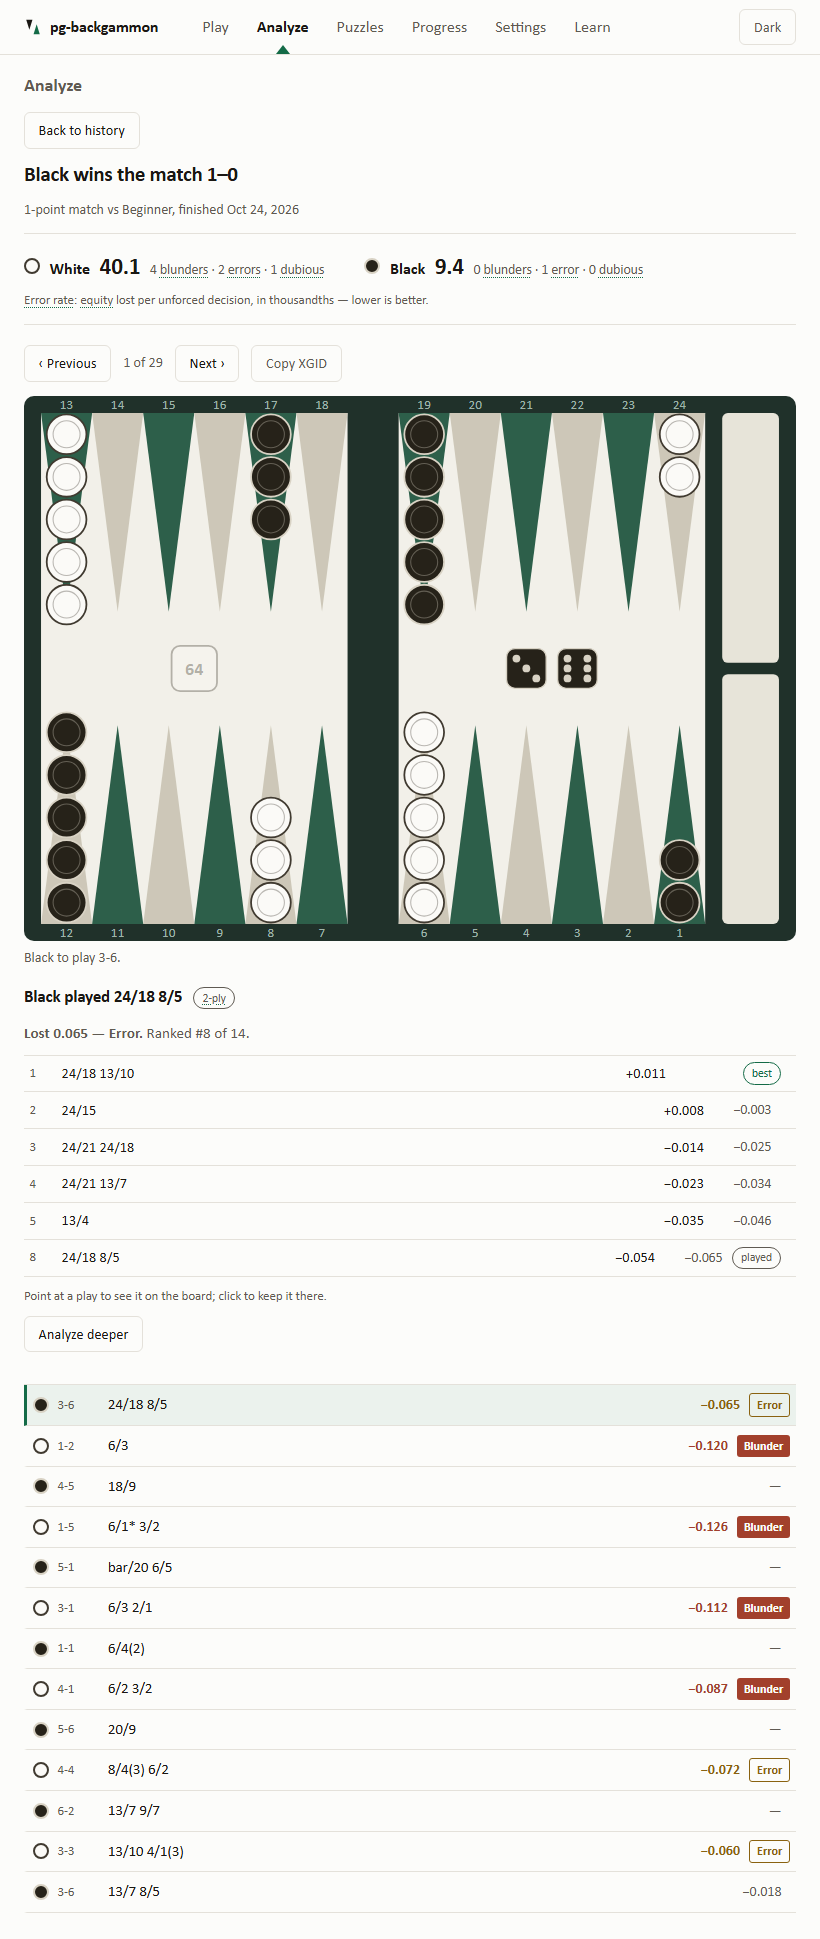 pg-backgammon Play Analyze Puzzles Progress Settings Learn Dark
Analyze
Back to history
Black wins the match 1–0
1-point match vs Beginner, finished Oct 24, 2026
White 40.1 4 blunders · 2 errors · 1 dubious Black 9.4 0 blunders · 1 error · 0 dubious
Error rate: equity lost per unforced decision, in thousandths — lower is better.
‹ Previous 1 of 29 Next › Copy XGID
13 14 15 16 17 18 19 20 21 22 23 24
64
12 11 10 9 8 7 6 5 4 3 2 1
Black to play 3-6.
Black played 24/18 8/5 2-ply
Lost 0.065 — Error. Ranked #8 of 14.
1 24/18 13/10 +0.011 best
2 24/15 +0.008 −0.003
3 24/21 24/18 −0.014 −0.025
4 24/21 13/7 −0.023 −0.034
5 13/4 −0.035 −0.046
8 24/18 8/5 −0.054 −0.065 played
Point at a play to see it on the board; click to keep it there.
Analyze deeper
3-6 24/18 8/5 −0.065 Error
1-2 6/3 −0.120 Blunder
4-5 18/9 —
1-5 6/1* 3/2 −0.126 Blunder
5-1 bar/20 6/5 —
3-1 6/3 2/1 −0.112 Blunder
1-1 6/4(2) —
4-1 6/2 3/2 −0.087 Blunder
5-6 20/9 —
4-4 8/4(3) 6/2 −0.072 Error
6-2 13/7 9/7 —
3-3 13/10 4/1(3) −0.060 Error
3-6 13/7 8/5 −0.018